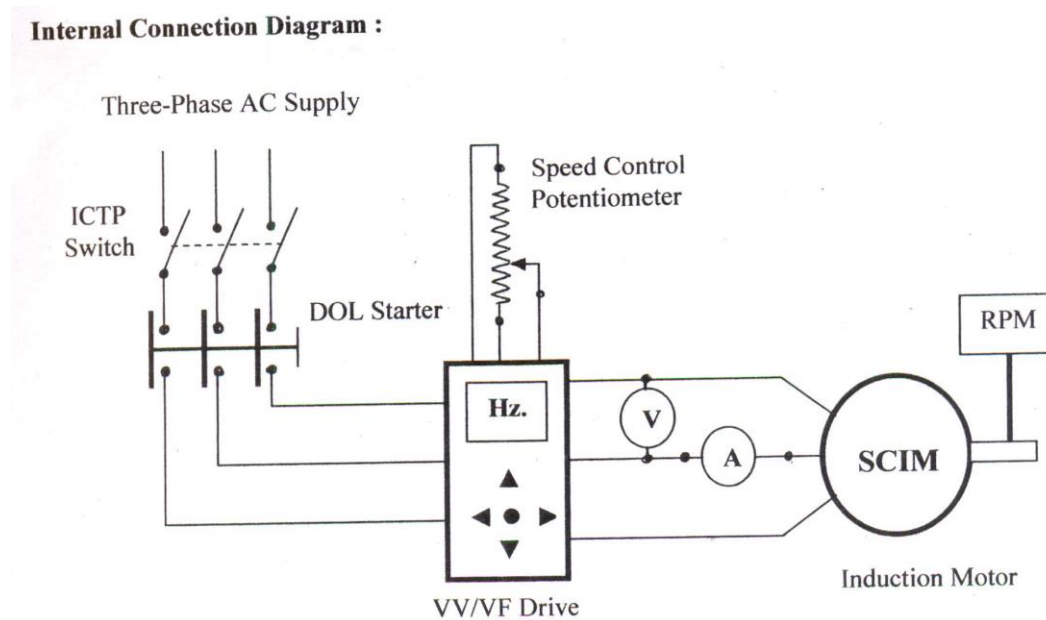 Internal Connection Diagram :
Three-Phase AC Supply
Speed Control
Potentiometer
ICTP
Switch
DOL Starter
RPM
Hz.
V
A
SCIM
Induction Motor
VV/VF Drive